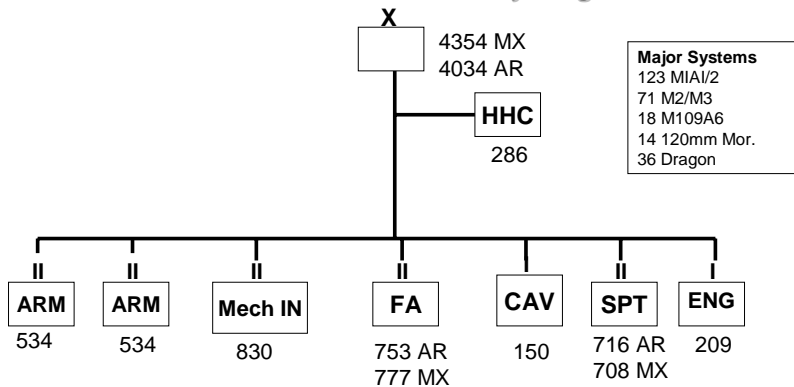 X
4354 MX
4034 AR
Major Systems
123 MIAI/2
71 M2/M3
18 M109A6
14 120mm Mor.
36 Dragon
HHC
286
II II II II I II I
ARM ARM Mech IN FA CAV SPT ENG
534 534 830 753 AR 150 716 AR 209
777 MX 708 MX